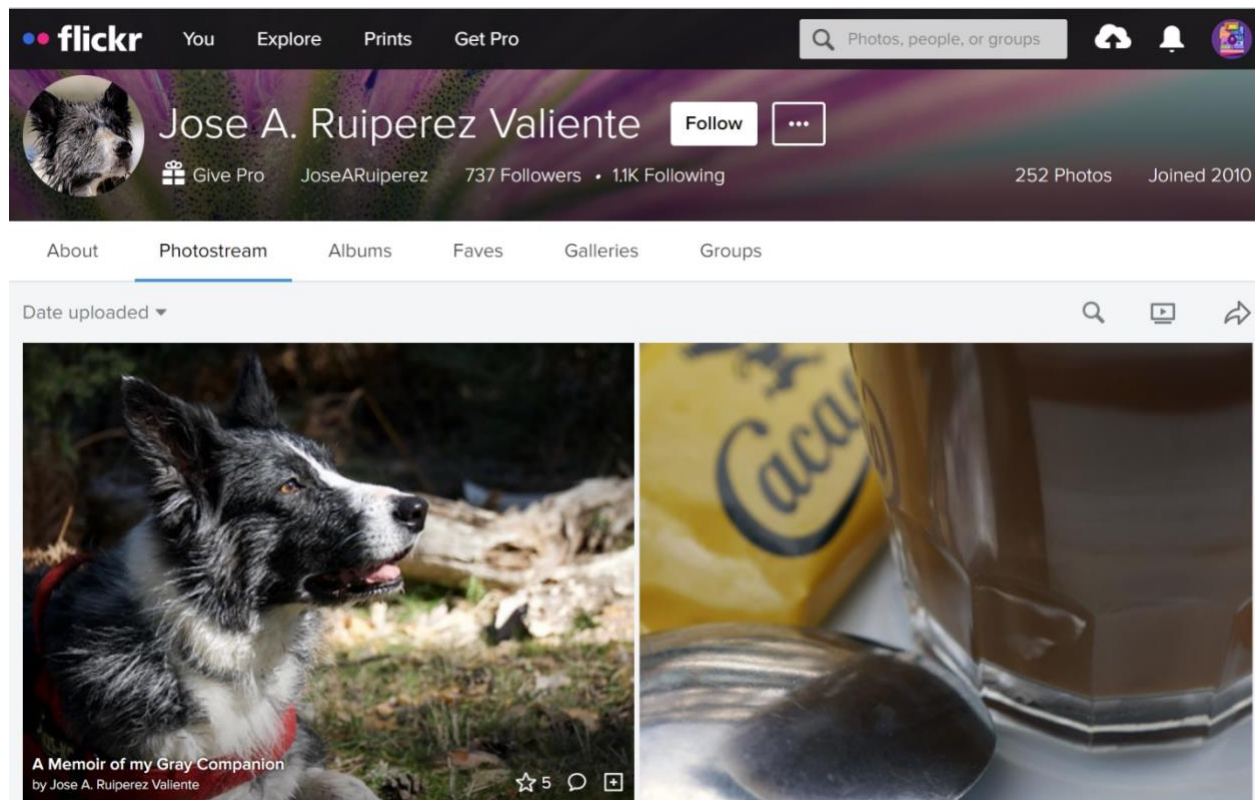 flickr You Explore Prints Get Pro Photos, people, or groups
Jose A. Ruiperez Valiente Follow
Give Pro JoseARuiperez 737 Followers • 1.1K Following 252 Photos Joined 2010
About Photostream Albums Faves Galleries Groups
Date uploaded
A Memoir of my Gray Companion
by Jose A. Ruiperez Valiente
5